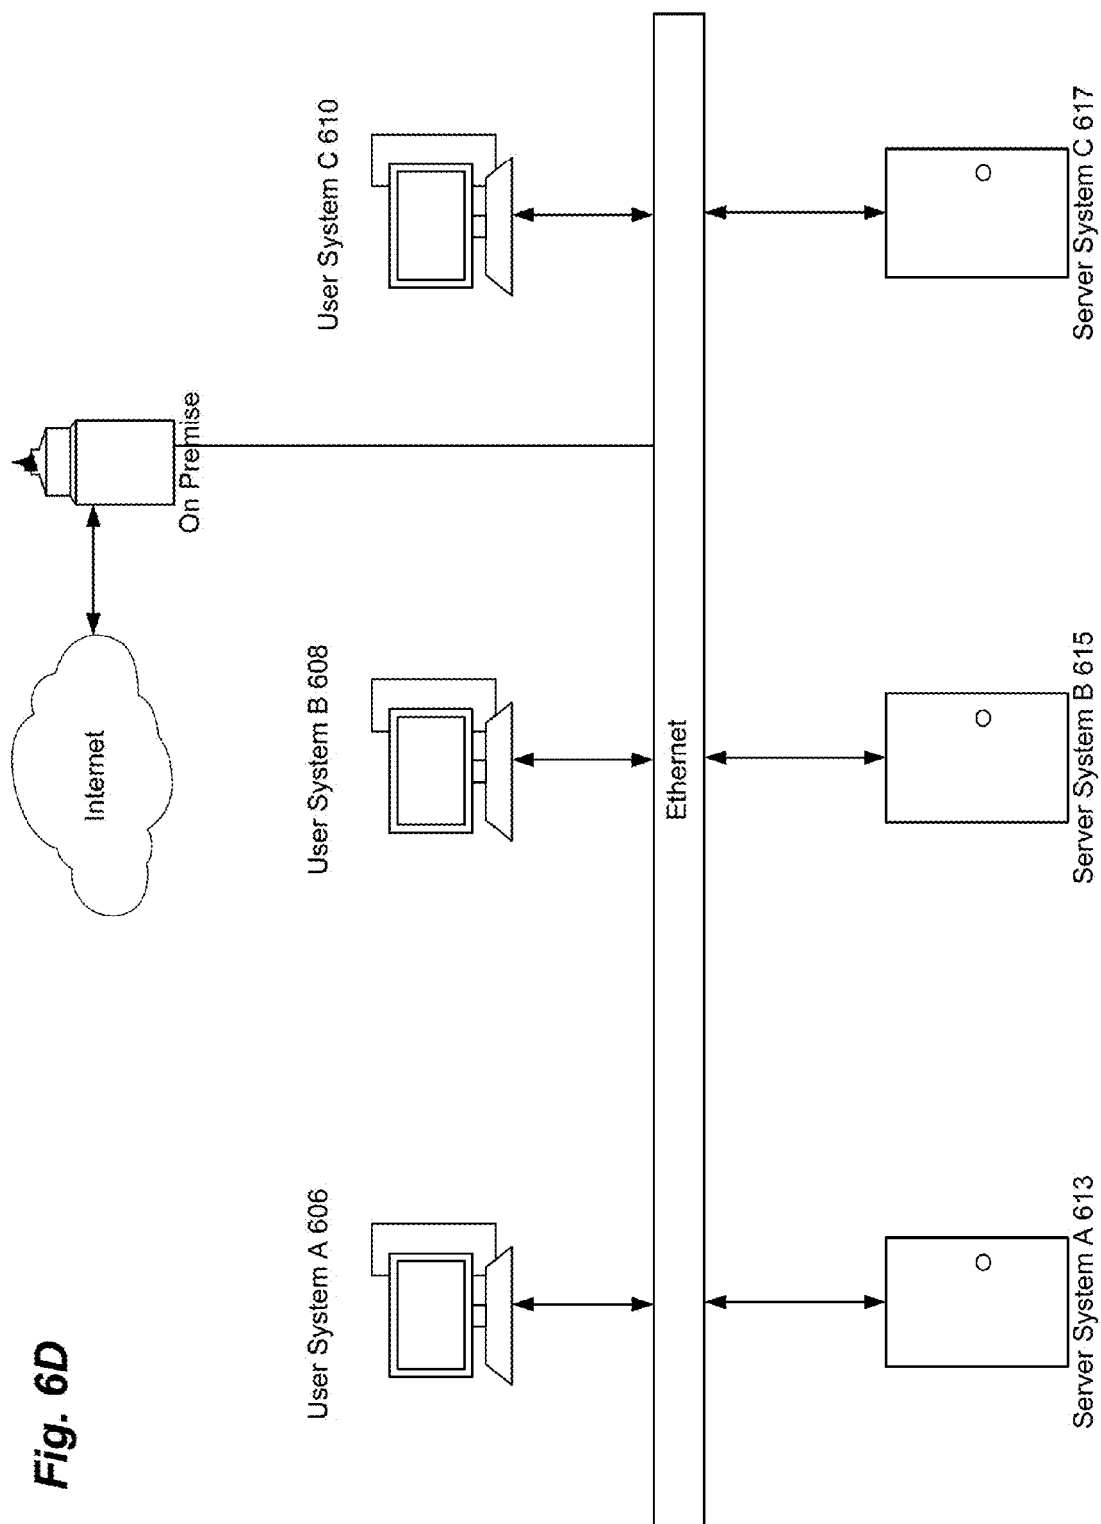 Fig. 6D
Internet
On Premise
User System A 606
User System B 608
User System C 610
Ethernet
Server System A 613
Server System B 615
Server System C 617